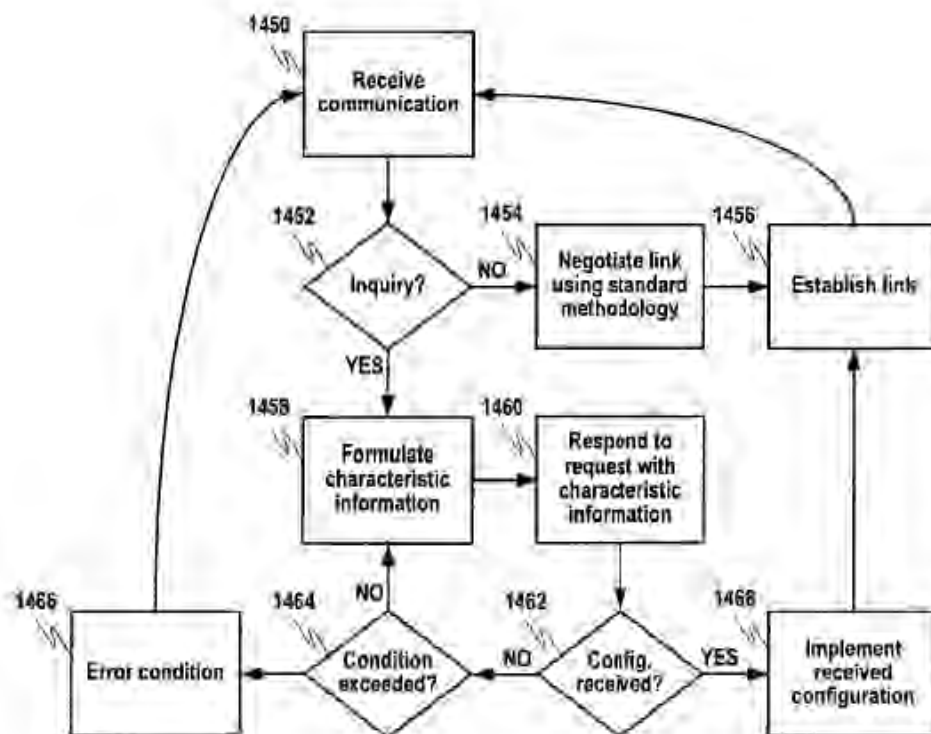 1450
Receive
communication
1452
Inquiry?
NO
YES
1454
Negotiate link
using standard
methodology
1456
Establish link
1458
Formulate
characteristic
information
1460
Respond to
request with
characteristic
information
NO
1466
Error condition
1464
Condition
exceeded?
NO
1462
Config.
received?
YES
1468
Implement
received
configuration